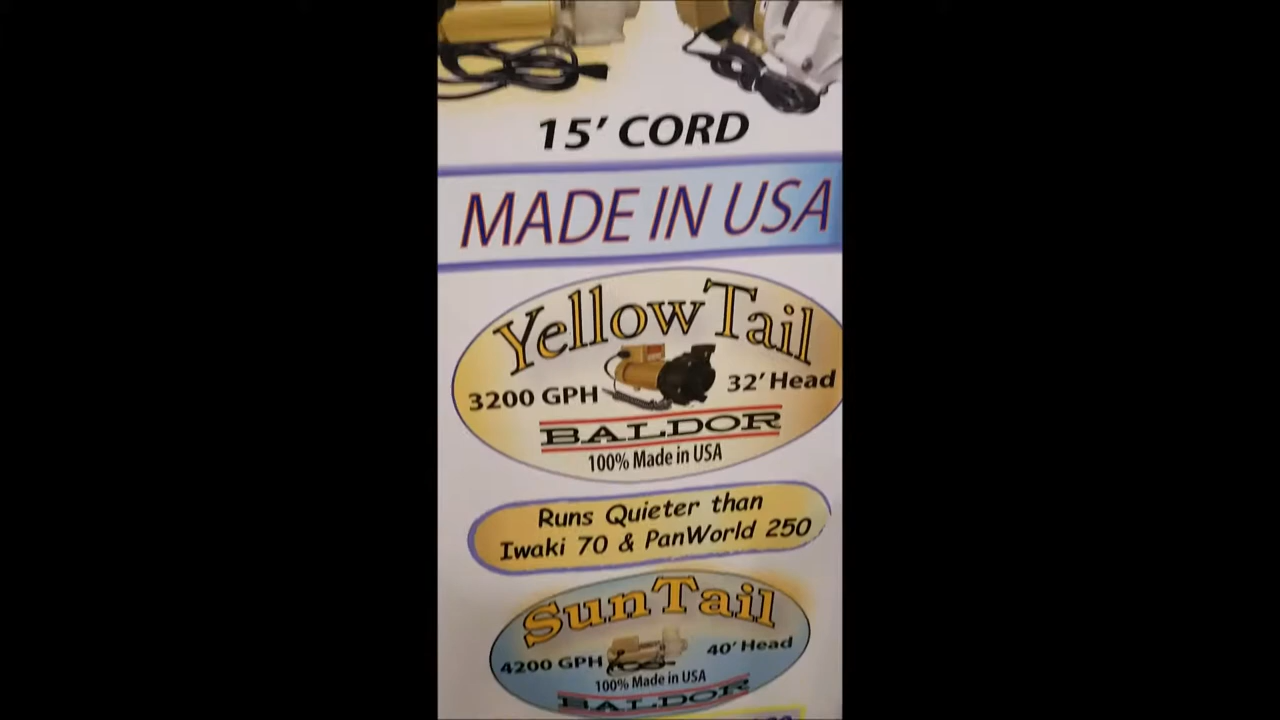 15' CORD
MADE IN USA
YellowTail
3200 GPH
32' Head
BALDOR
100% Made in USA
Runs Quieter than
Iwaki 70 & PanWorld 250
SunTail
4200 GPH
40' Head
100% Made in USA
BALDOR